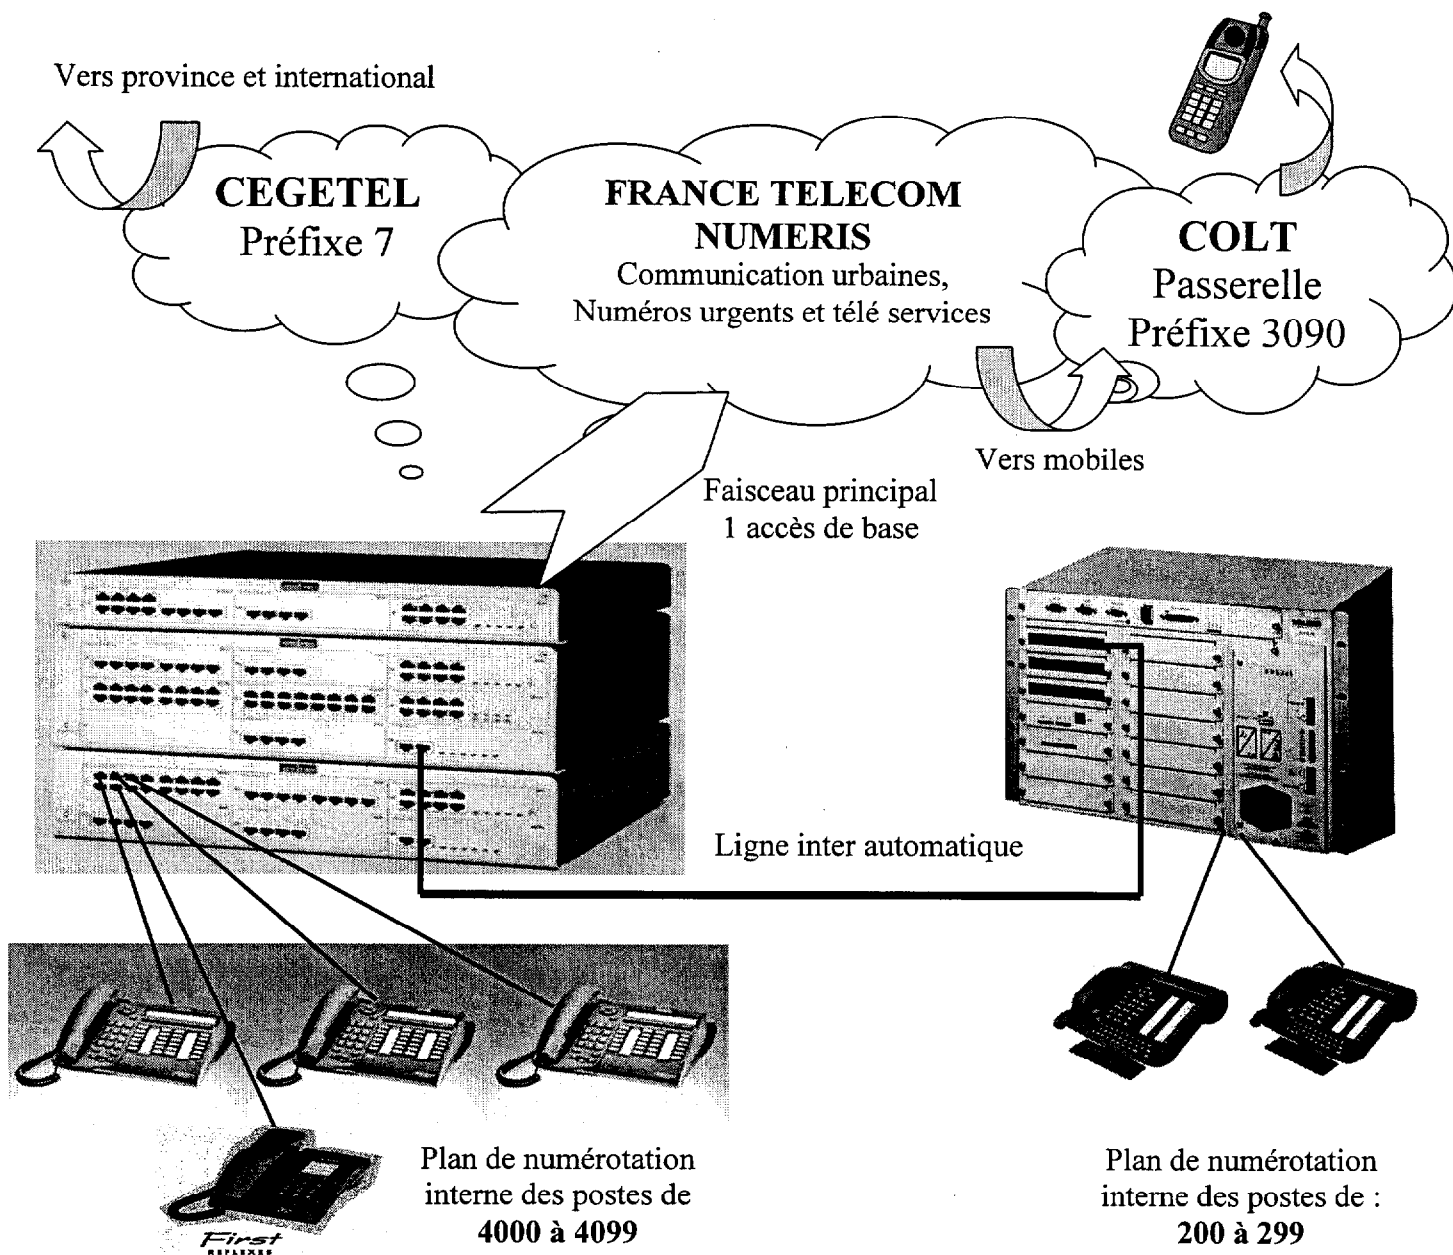 Vers province et international
CEGETEL
Préfixe 7
FRANCE TELECOM
NUMERIS
Communication urbaines,
Numéros urgents et télé services
COLT
Passerelle
Préfixe 3090
Vers mobiles
Faisceau principal
1 accès de base
Ligne inter automatique
Plan de numérotation
interne des postes de
4000 à 4099
First
REFLEXES
Plan de numérotation
interne des postes de :
200 à 299